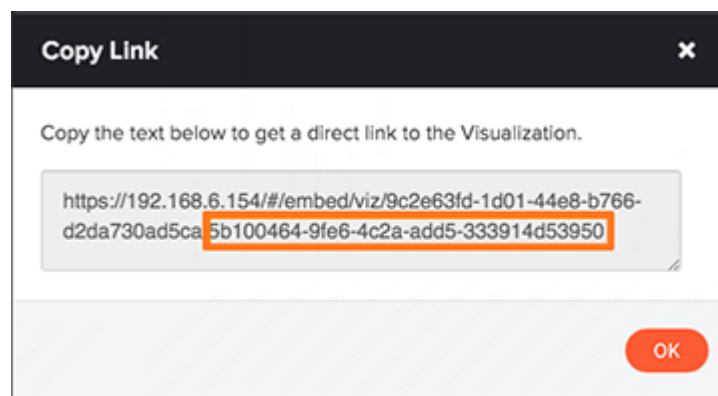 Copy Link ×
Copy the text below to get a direct link to the Visualization.
https://192.168.6.154/#/embed/viz/9c2e63fd-1d01-44e8-b766-
d2da730ad5ca/5b100464-9fe6-4c2a-add5-333914d53950
OK